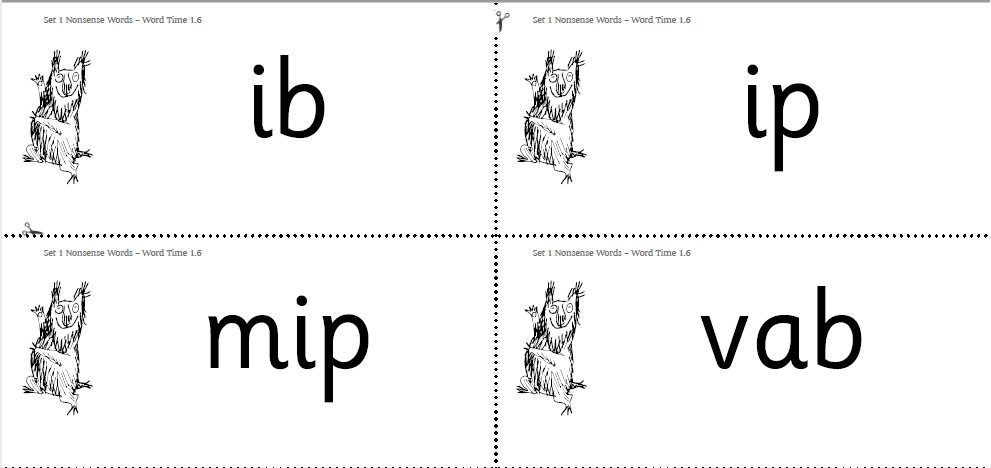 Set 1 Nonsense Words – Word Time 1.6
ib
Set 1 Nonsense Words – Word Time 1.6
ip
Set 1 Nonsense Words – Word Time 1.6
mip
Set 1 Nonsense Words – Word Time 1.6
vab